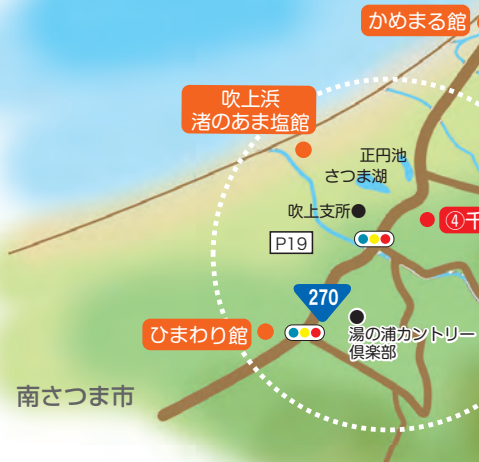 かめまる館
吹上浜
渚のあま塩館
正円池
さつま湖
吹上支所
④千
P19
270
ひまわり館
湯の浦カントリー
倶楽部
南さつま市